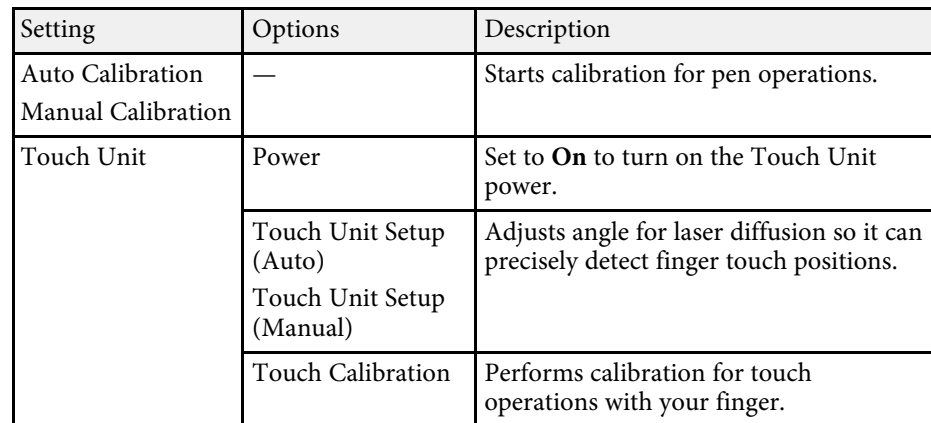 Setting Options Description
Auto Calibration — Starts calibration for pen operations.
Manual Calibration
Touch Unit Power Set to On to turn on the Touch Unit
power.
Touch Unit Setup Adjusts angle for laser diffusion so it can
(Auto) precisely detect finger touch positions.
Touch Unit Setup
(Manual)
Touch Calibration Performs calibration for touch
operations with your finger.